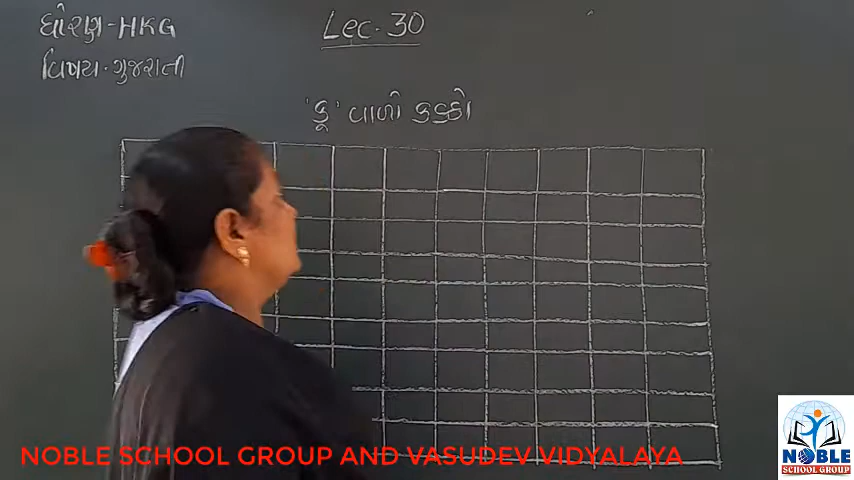 ધોરણ-HKG
Lec. 30
વિષય. ગુજરાતી
'કૂ' વાળો કક્કો
NOBLE SCHOOL GROUP AND VASUDEV VIDYALAYA
NOBLE
SCHOOL GROUP